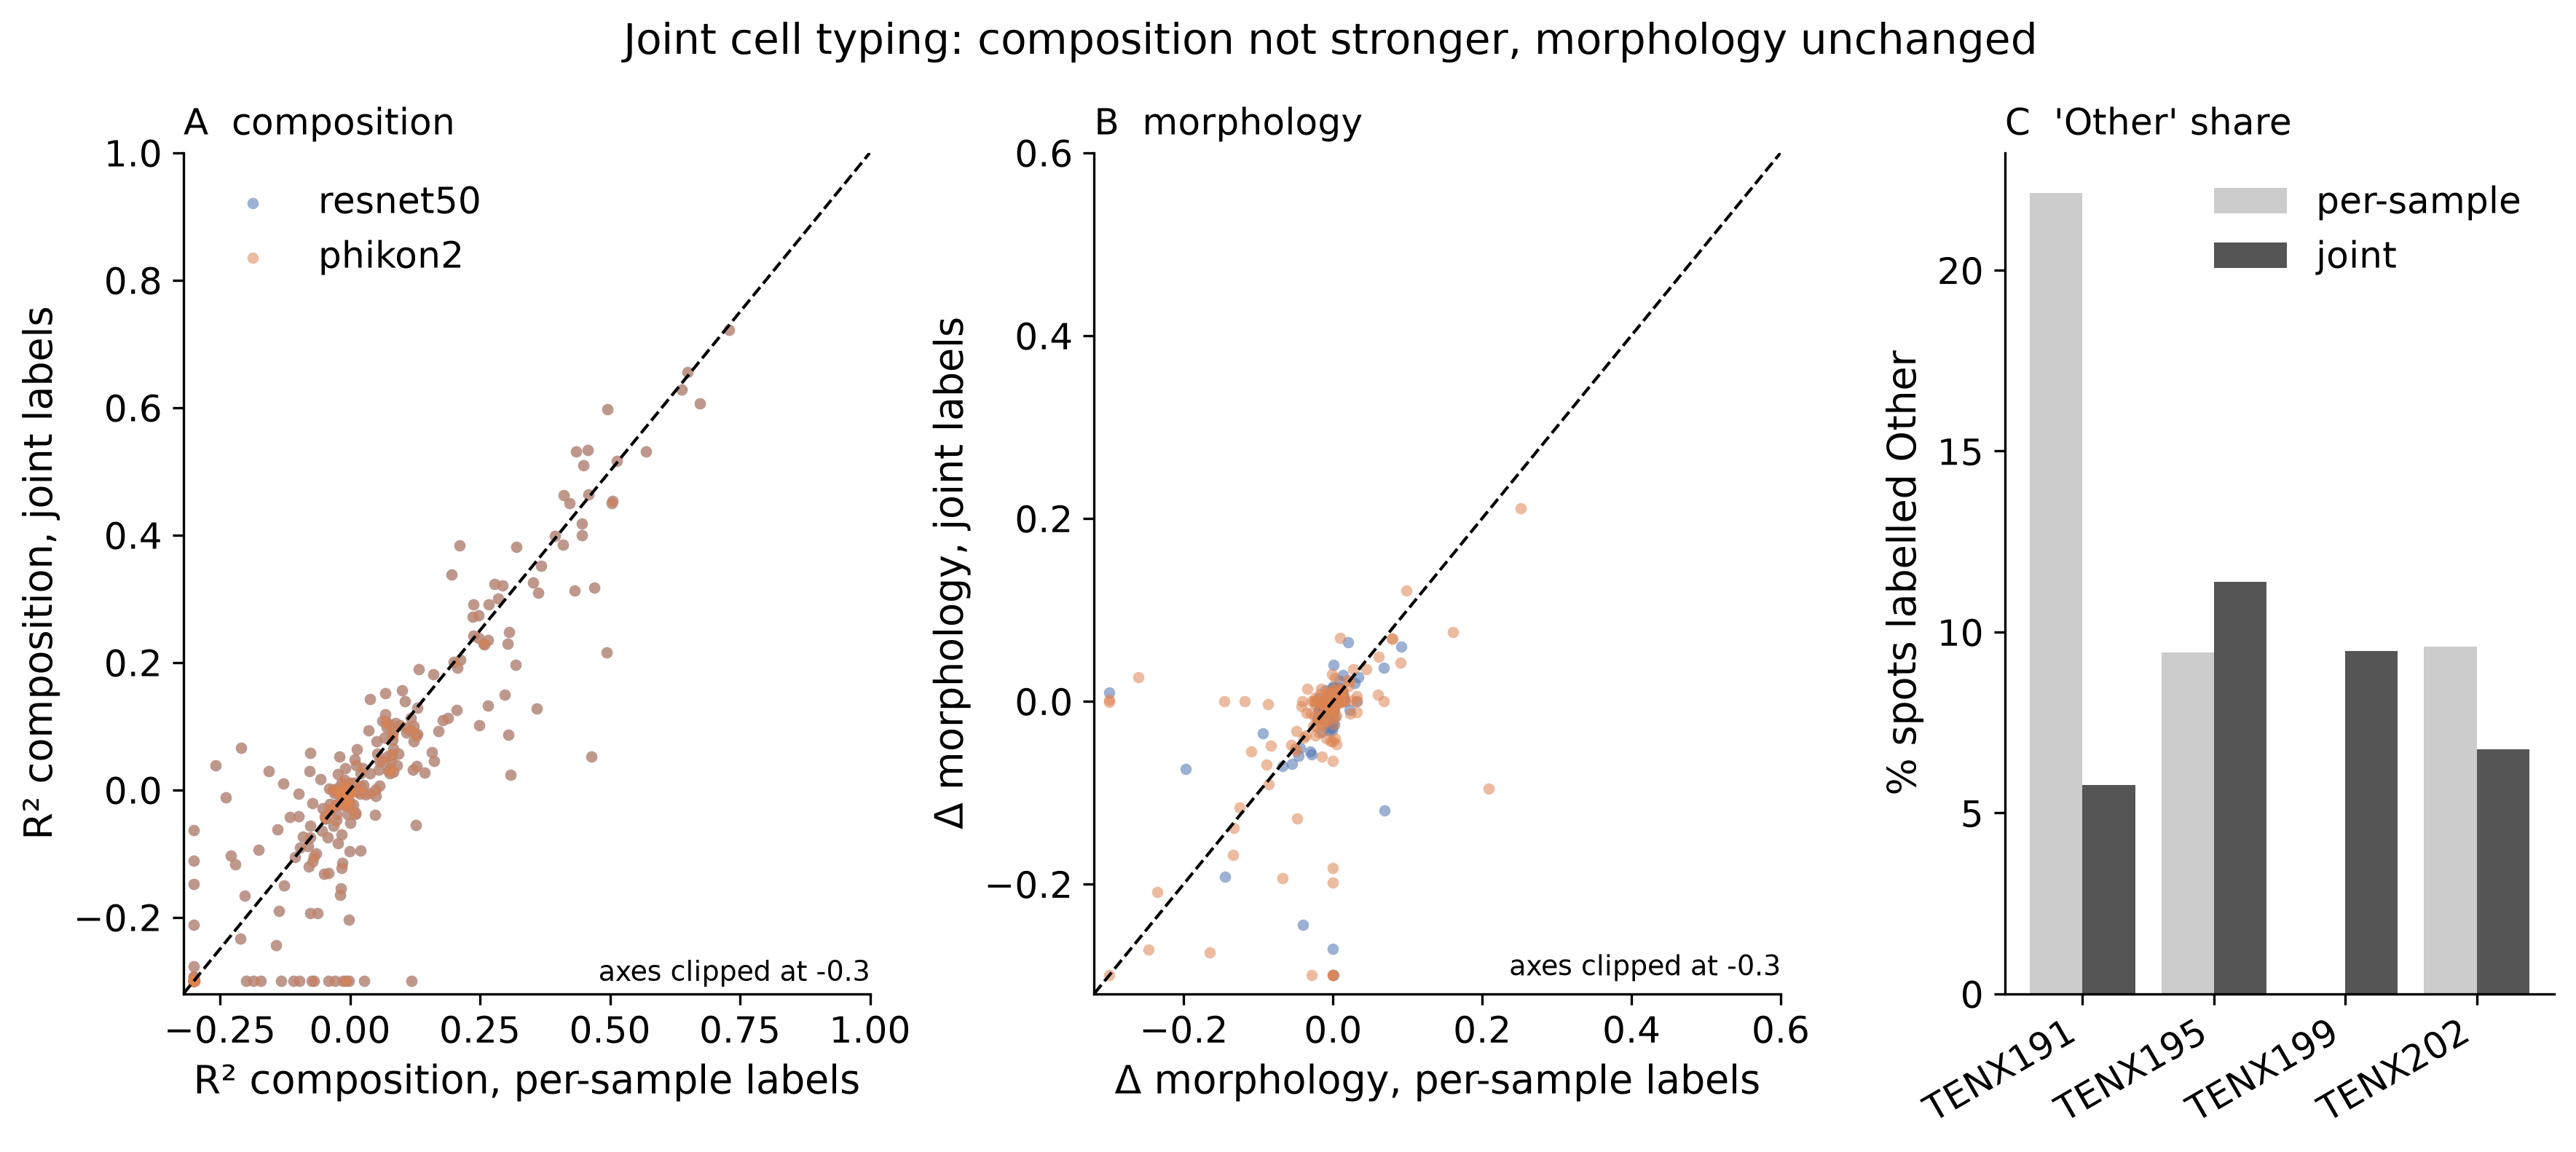 Joint cell typing: composition not stronger, morphology unchanged
A composition
1.0
0.8
0.6
0.4
0.2
0.0
−0.2
R² composition, joint labels
resnet50
phikon2
axes clipped at -0.3
−0.25 0.00 0.25 0.50 0.75 1.00
R² composition, per-sample labels
B morphology
0.6
0.4
0.2
0.0
−0.2
Δ morphology, joint labels
axes clipped at -0.3
−0.2 0.0 0.2 0.4 0.6
Δ morphology, per-sample labels
C 'Other' share
20
15
10
5
0
% spots labelled Other
per-sample
joint
TENX191
TENX195
TENX199
TENX202